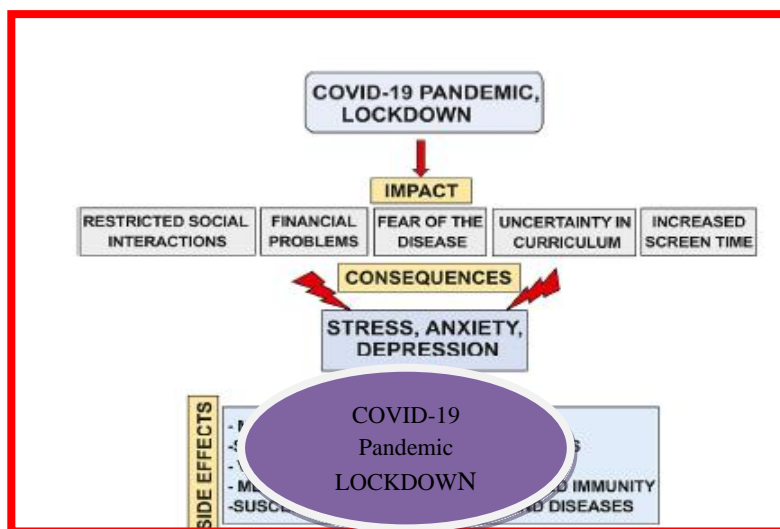 COVID-19 PANDEMIC,
LOCKDOWN
IMPACT
RESTRICTED SOCIAL
INTERACTIONS
FINANCIAL
PROBLEMS
FEAR OF THE
DISEASE
UNCERTAINTY IN
CURRICULUM
INCREASED
SCREEN TIME
CONSEQUENCES
STRESS, ANXIETY,
DEPRESSION
SIDE EFFECTS
COVID-19
Pandemic
LOCKDOWN
IMMUNITY
DISEASES